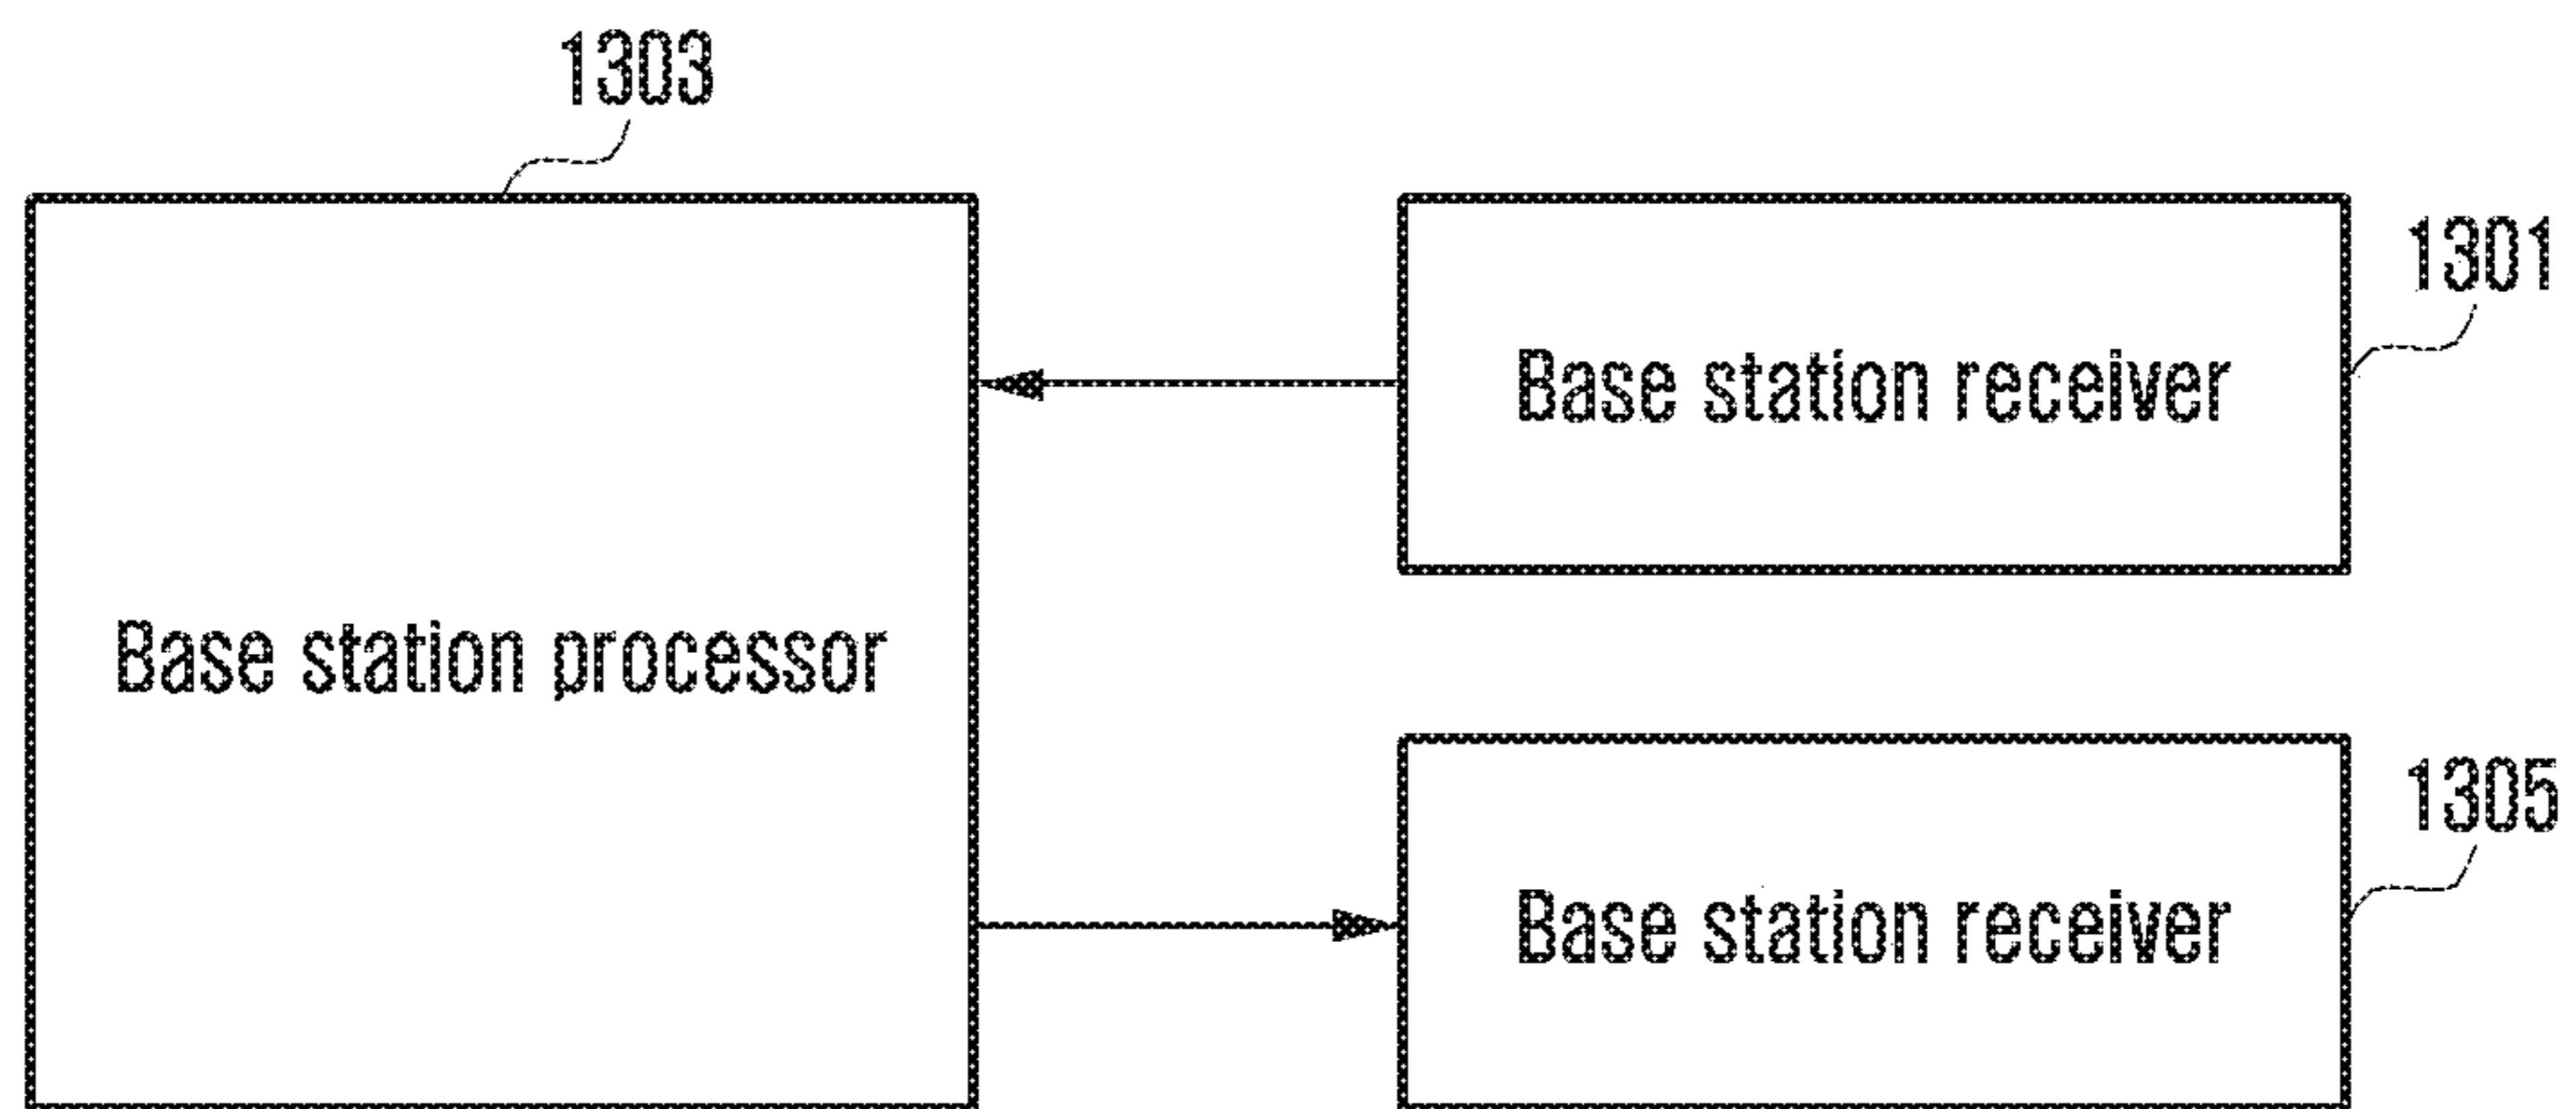 1303
1301
Base station receiver
Base station processor
1305
Base station receiver